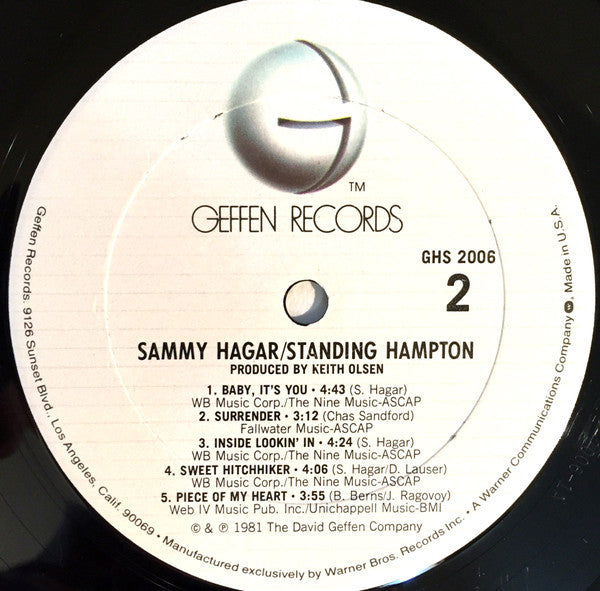 G
TM
GEFFEN RECORDS
GHS 2006
2
SAMMY HAGAR/STANDING HAMPTON
PRODUCED BY KEITH OLSEN
1. BABY, IT'S YOU • 4:43 (S. Hagar)
WB Music Corp./The Nine Music-ASCAP
2. SURRENDER • 3:12 (Chas Sandford)
Fallwater Music-ASCAP
3. INSIDE LOOKIN' IN • 4:24 (S. Hagar)
WB Music Corp./The Nine Music-ASCAP
4. SWEET HITCHHIKER • 4:06 (S. Hagar/D. Lauser)
WB Music Corp./The Nine Music-ASCAP
5. PIECE OF MY HEART • 3:55 (B. Berns/J. Ragovoy)
Web IV Music Pub. Inc./Unichappell Music-BMI
© & ℗ 1981 The David Geffen Company
Geffen Records, 9126 Sunset Blvd., Los Angeles, Calif. 90069 • Manufactured exclusively by Warner Bros. Records Inc. • A Warner Communications Company. Made in U.S.A.